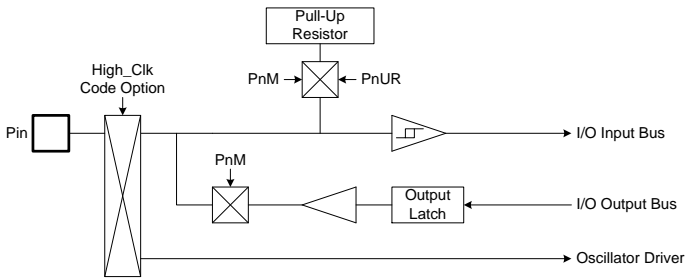 Pull-Up
Resistor
High_Clk
Code Option
PnM
PnUR
Pin
I/O Input Bus
PnM
Output
Latch
I/O Output Bus
Oscillator Driver